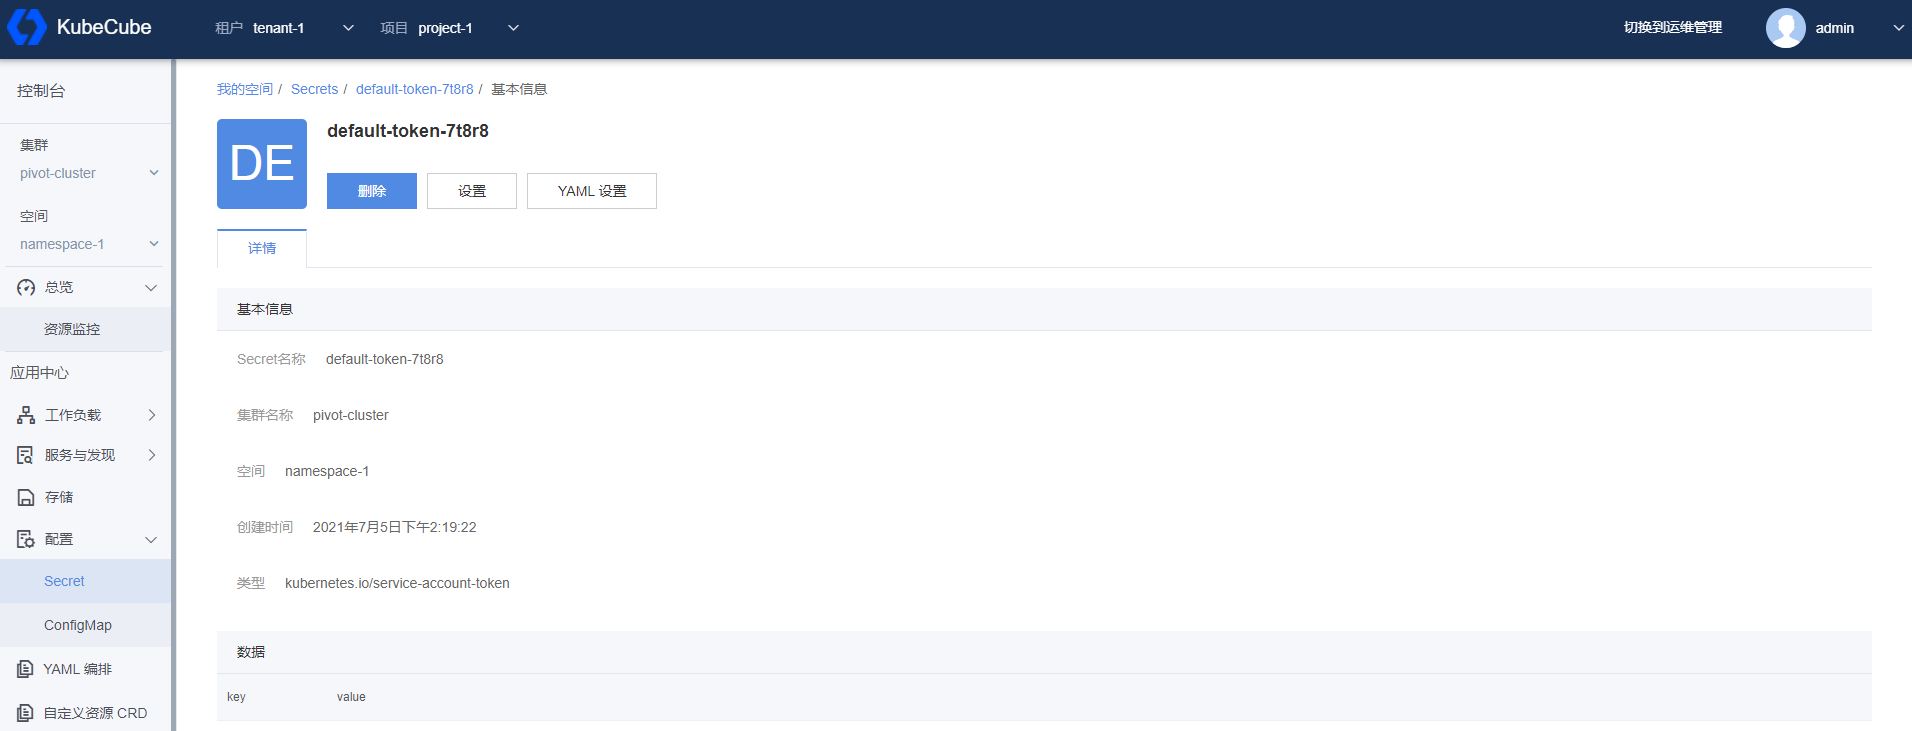 KubeCube
租户 tenant-1
项目 project-1
切换到运维管理
admin
控制台
集群
pivot-cluster
空间
namespace-1
总览
资源监控
应用中心
工作负载
服务与发现
存储
配置
Secret
ConfigMap
YAML 编排
自定义资源 CRD
我的空间 / Secrets / default-token-7t8r8 / 基本信息
DE
default-token-7t8r8
删除 设置 YAML 设置
详情
基本信息
Secret名称 default-token-7t8r8
集群名称 pivot-cluster
空间 namespace-1
创建时间 2021年7月5日下午2:19:22
类型 kubernetes.io/service-account-token
数据
key value